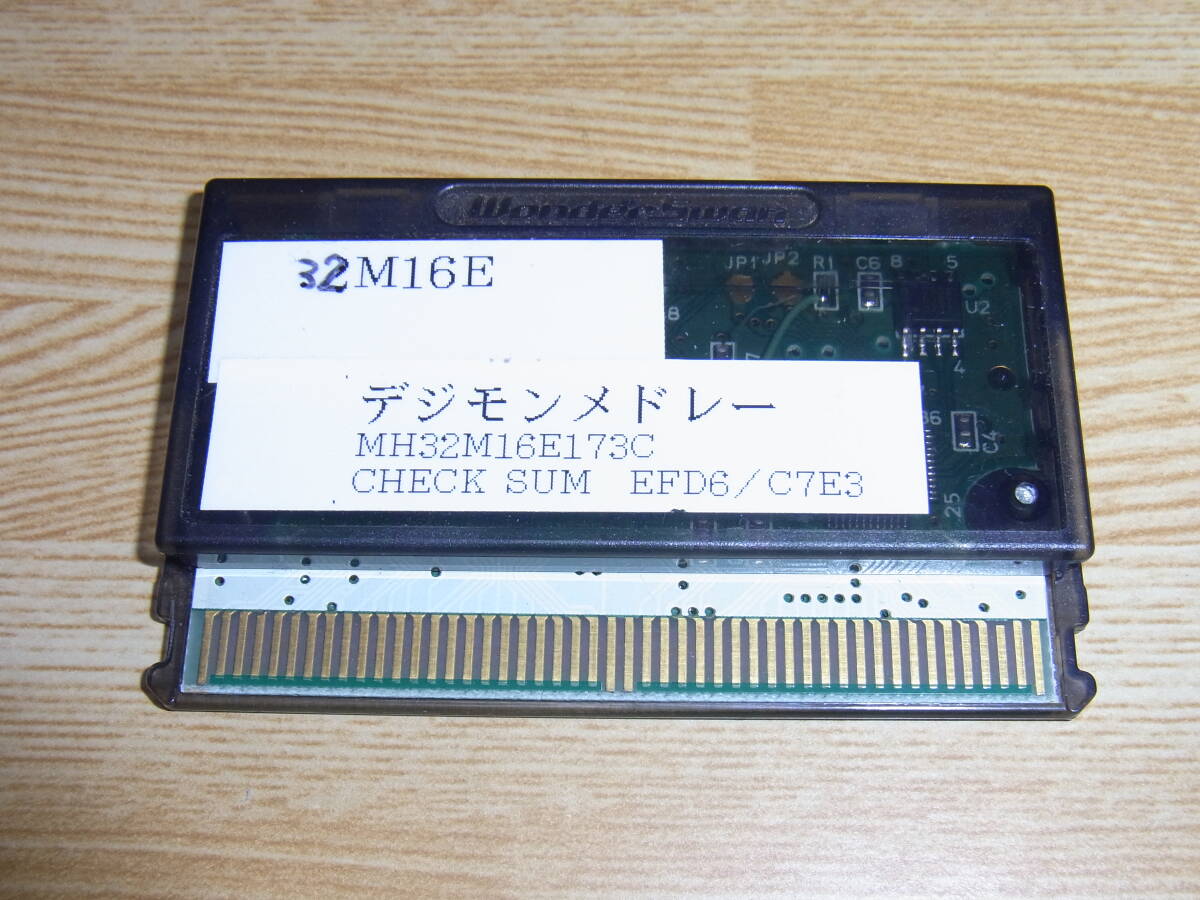 WonderSwan
32M16E
JP1 JP2 R1 C6 8 5
U2
8
4
C4
25
デジモンメドレー
MH32M16E173C
CHECK SUM EFD6/C7E3